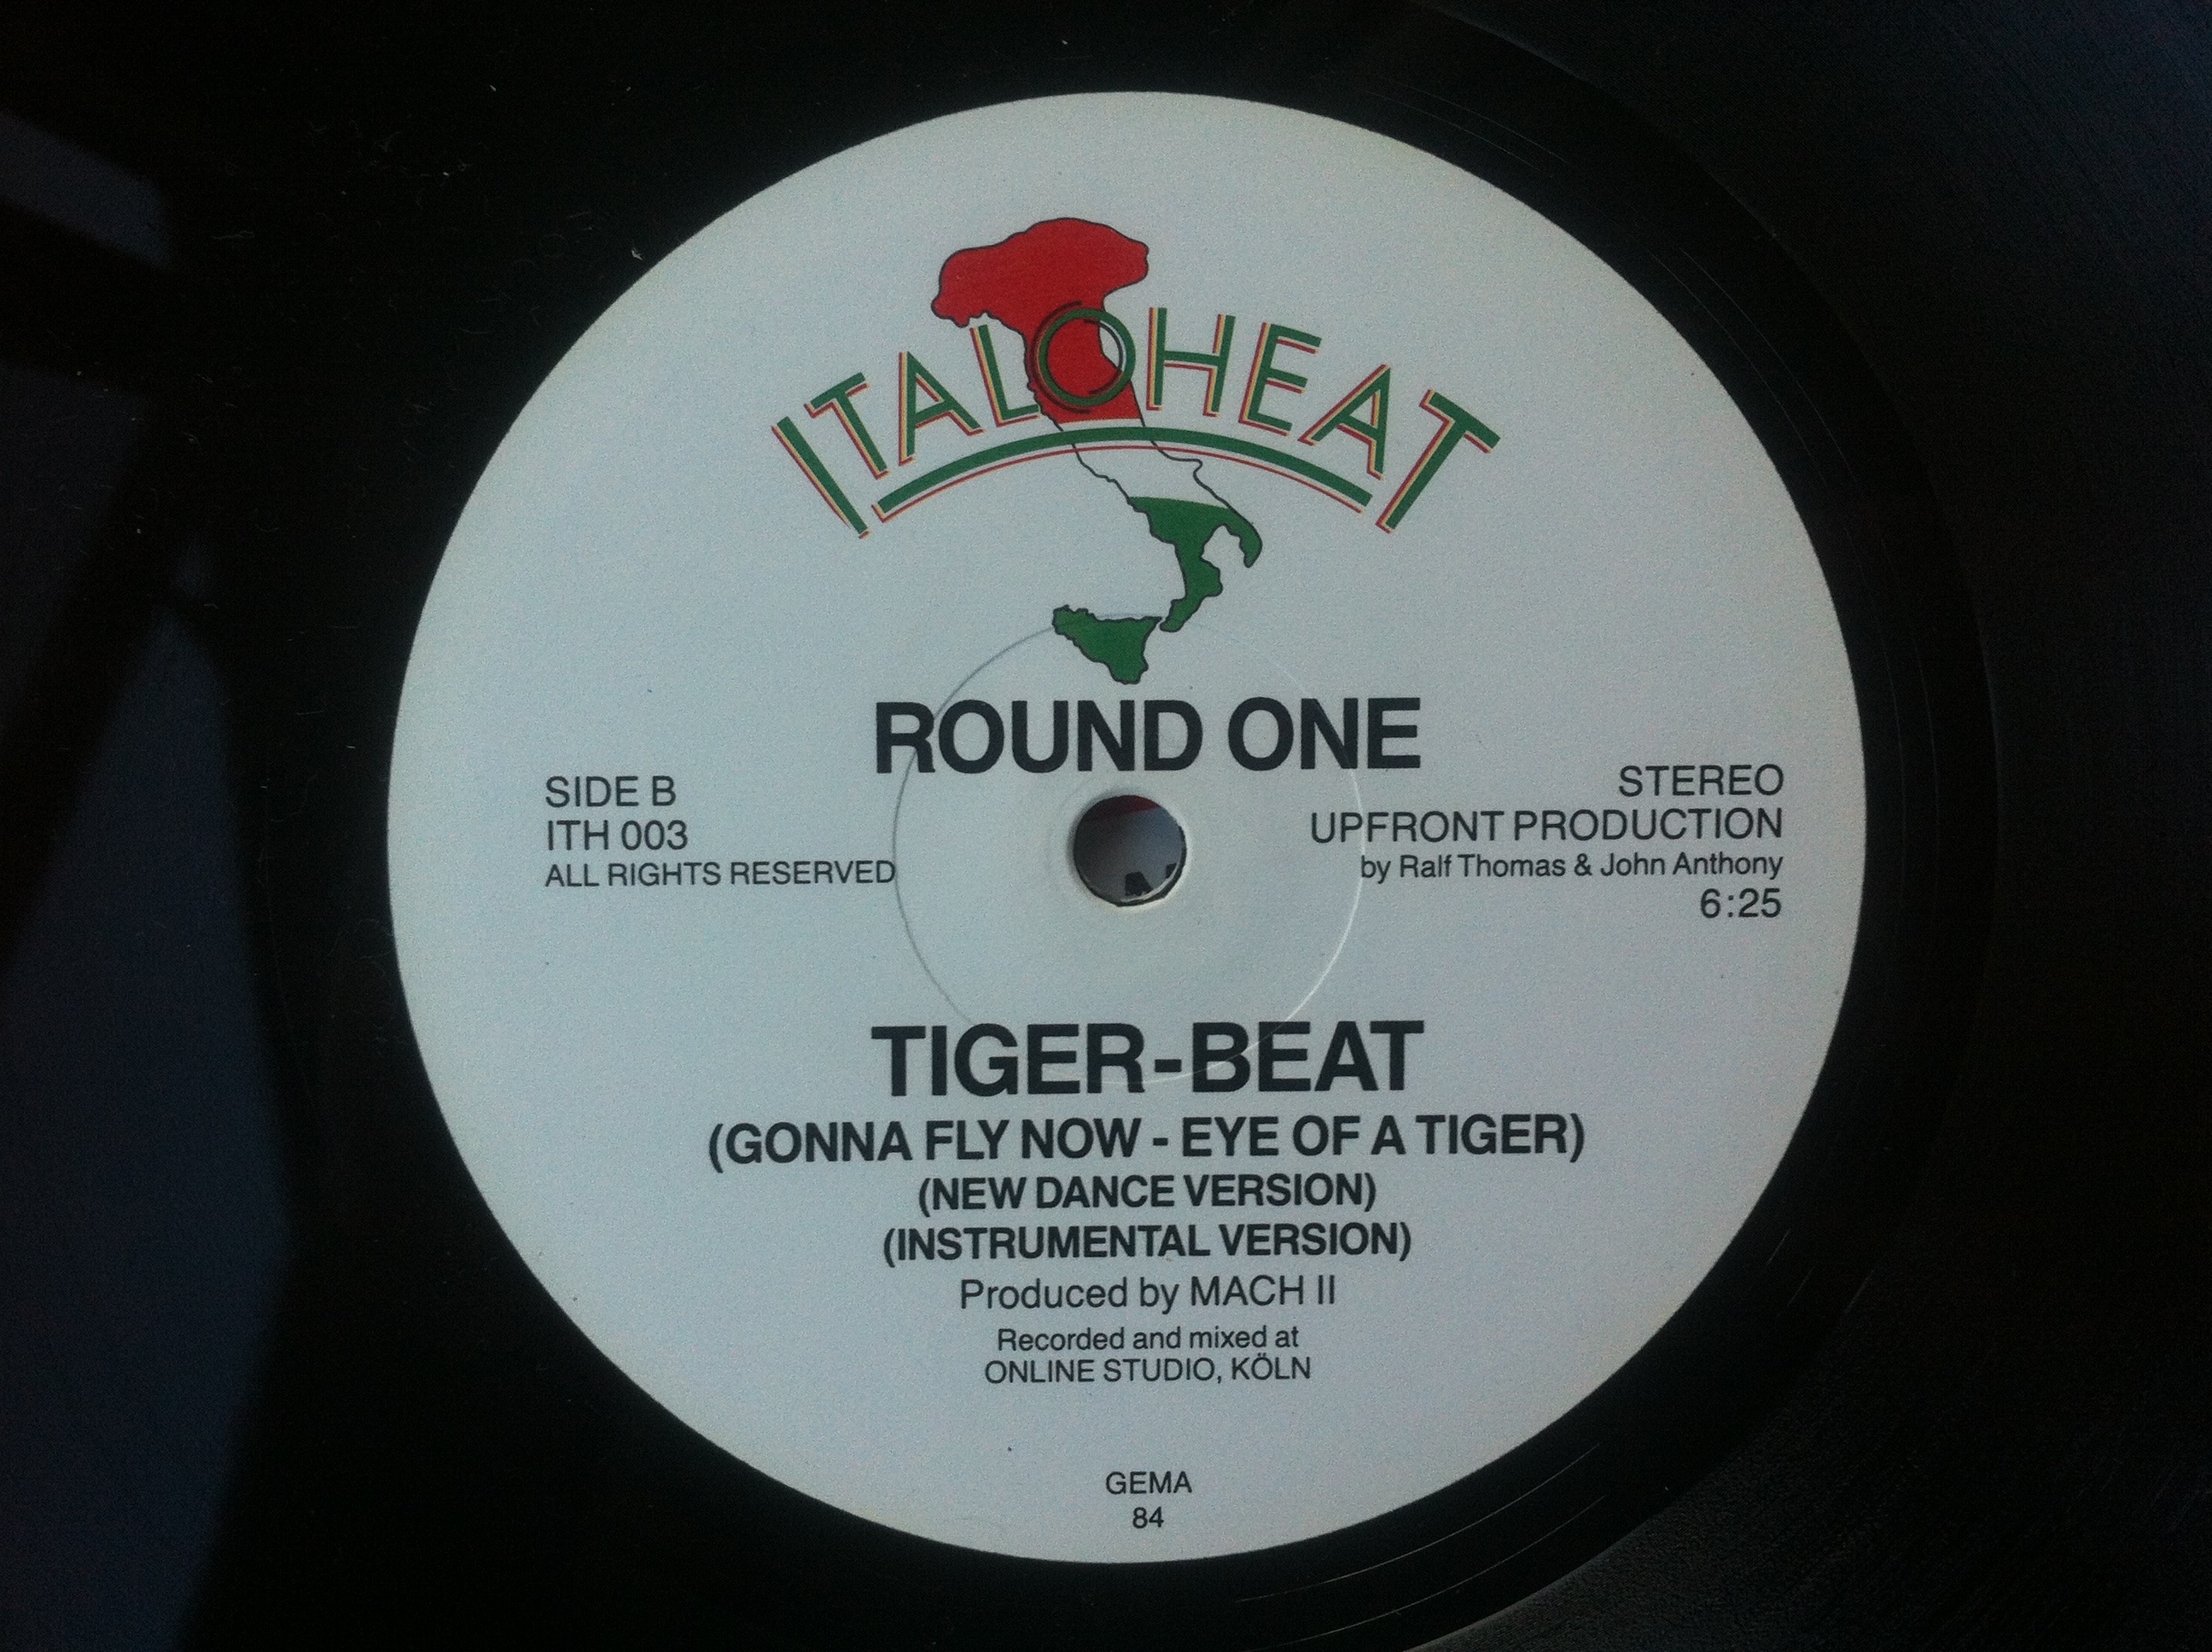 ITALOHEAT
ROUND ONE
SIDE B
ITH 003
ALL RIGHTS RESERVED
STEREO
UPFRONT PRODUCTION
by Ralf Thomas & John Anthony
6:25
TIGER-BEAT
(GONNA FLY NOW - EYE OF A TIGER)
(NEW DANCE VERSION)
(INSTRUMENTAL VERSION)
Produced by MACH II
Recorded and mixed at
ONLINE STUDIO, KÖLN
GEMA
84